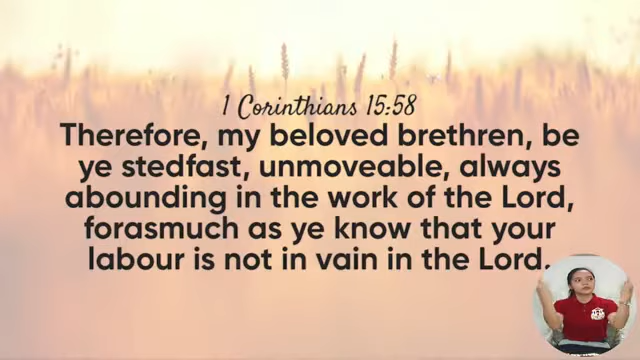 1 Corinthians 15:58
Therefore, my beloved brethren, be
ye stedfast, unmoveable, always
abounding in the work of the Lord,
forasmuch as ye know that your
labour is not in vain in the Lord.